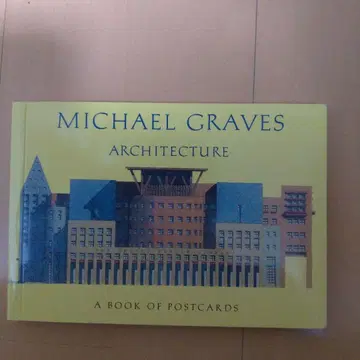 MICHAEL GRAVES
ARCHITECTURE
A BOOK OF POSTCARDS